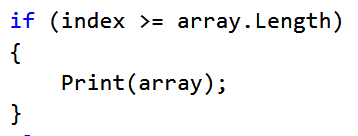 if (index >= array.Length)
{
    Print(array);
}